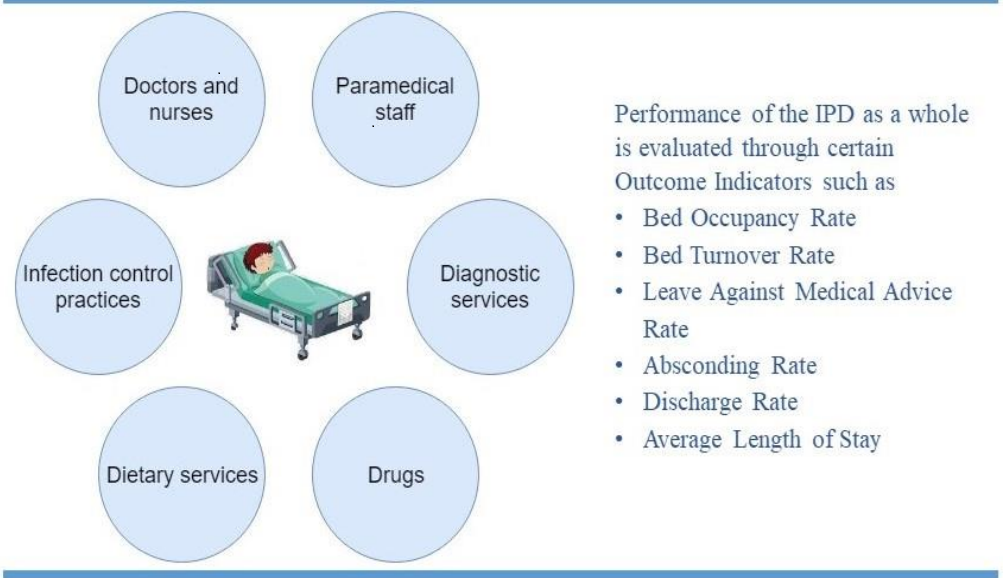 Doctors and
nurses
Paramedical
staff
Infection control
practices
Diagnostic
services
Dietary services
Drugs
Performance of the IPD as a whole
is evaluated through certain
Outcome Indicators such as
• Bed Occupancy Rate
• Bed Turnover Rate
• Leave Against Medical Advice
Rate
• Absconding Rate
• Discharge Rate
• Average Length of Stay